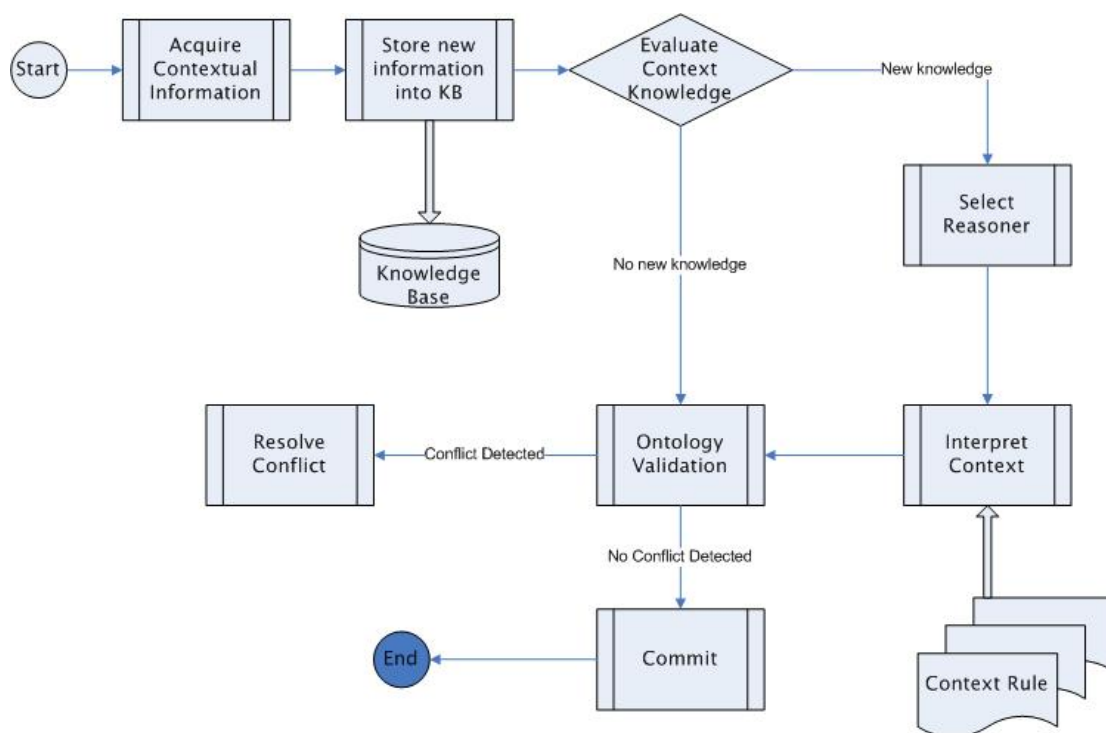 Start
Acquire
Contextual
Information
Store new
information
into KB
Evaluate
Context
Knowledge
New knowledge
Select
Reasoner
Knowledge
Base
No new knowledge
Resolve
Conflict
Conflict Detected
Ontology
Validation
Interpret
Context
No Conflict Detected
End
Commit
Context Rule